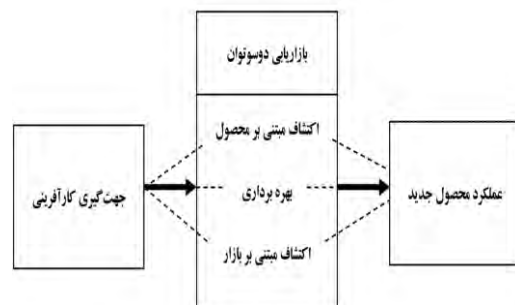 بازاریابی دوسوتوان
اکتشاف مبتنی بر محصول
جهت‌گیری کارآفرینی
بهره برداری
عملکرد محصول جدید
اکتشاف مبتنی بر بازار